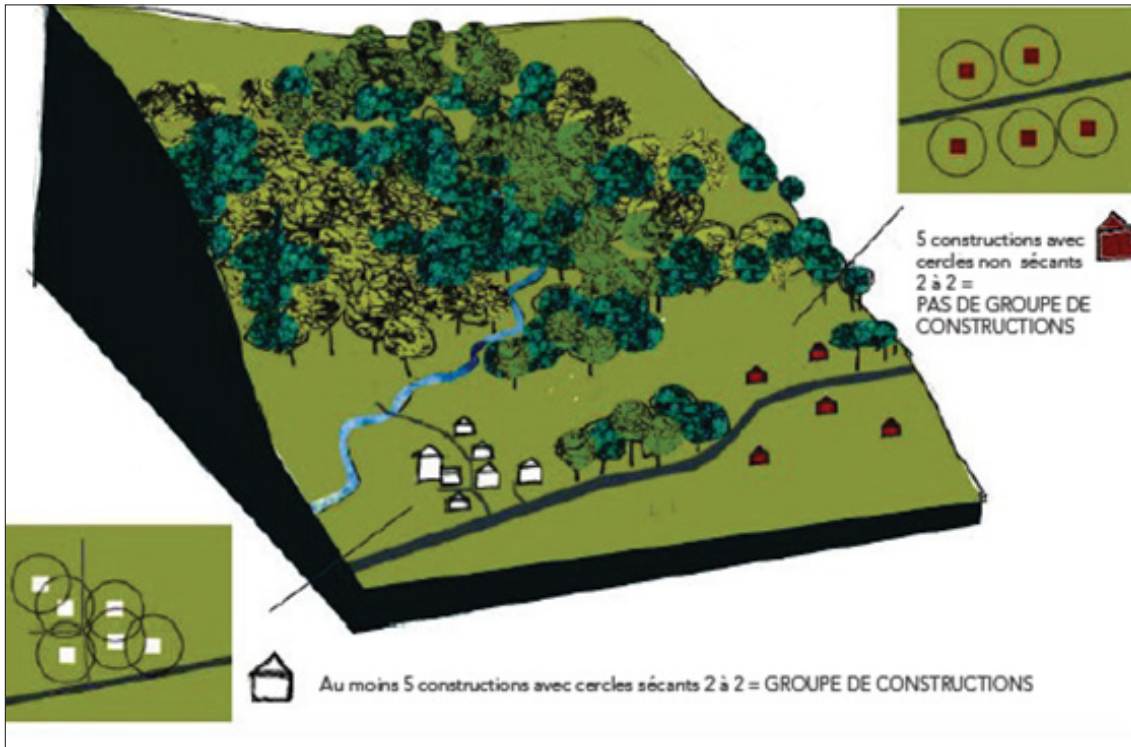 5 constructions avec
cercles non sécants
2 à 2 =
PAS DE GROUPE DE
CONSTRUCTIONS
Au moins 5 constructions avec cercles sécants 2 à 2 = GROUPE DE CONSTRUCTIONS